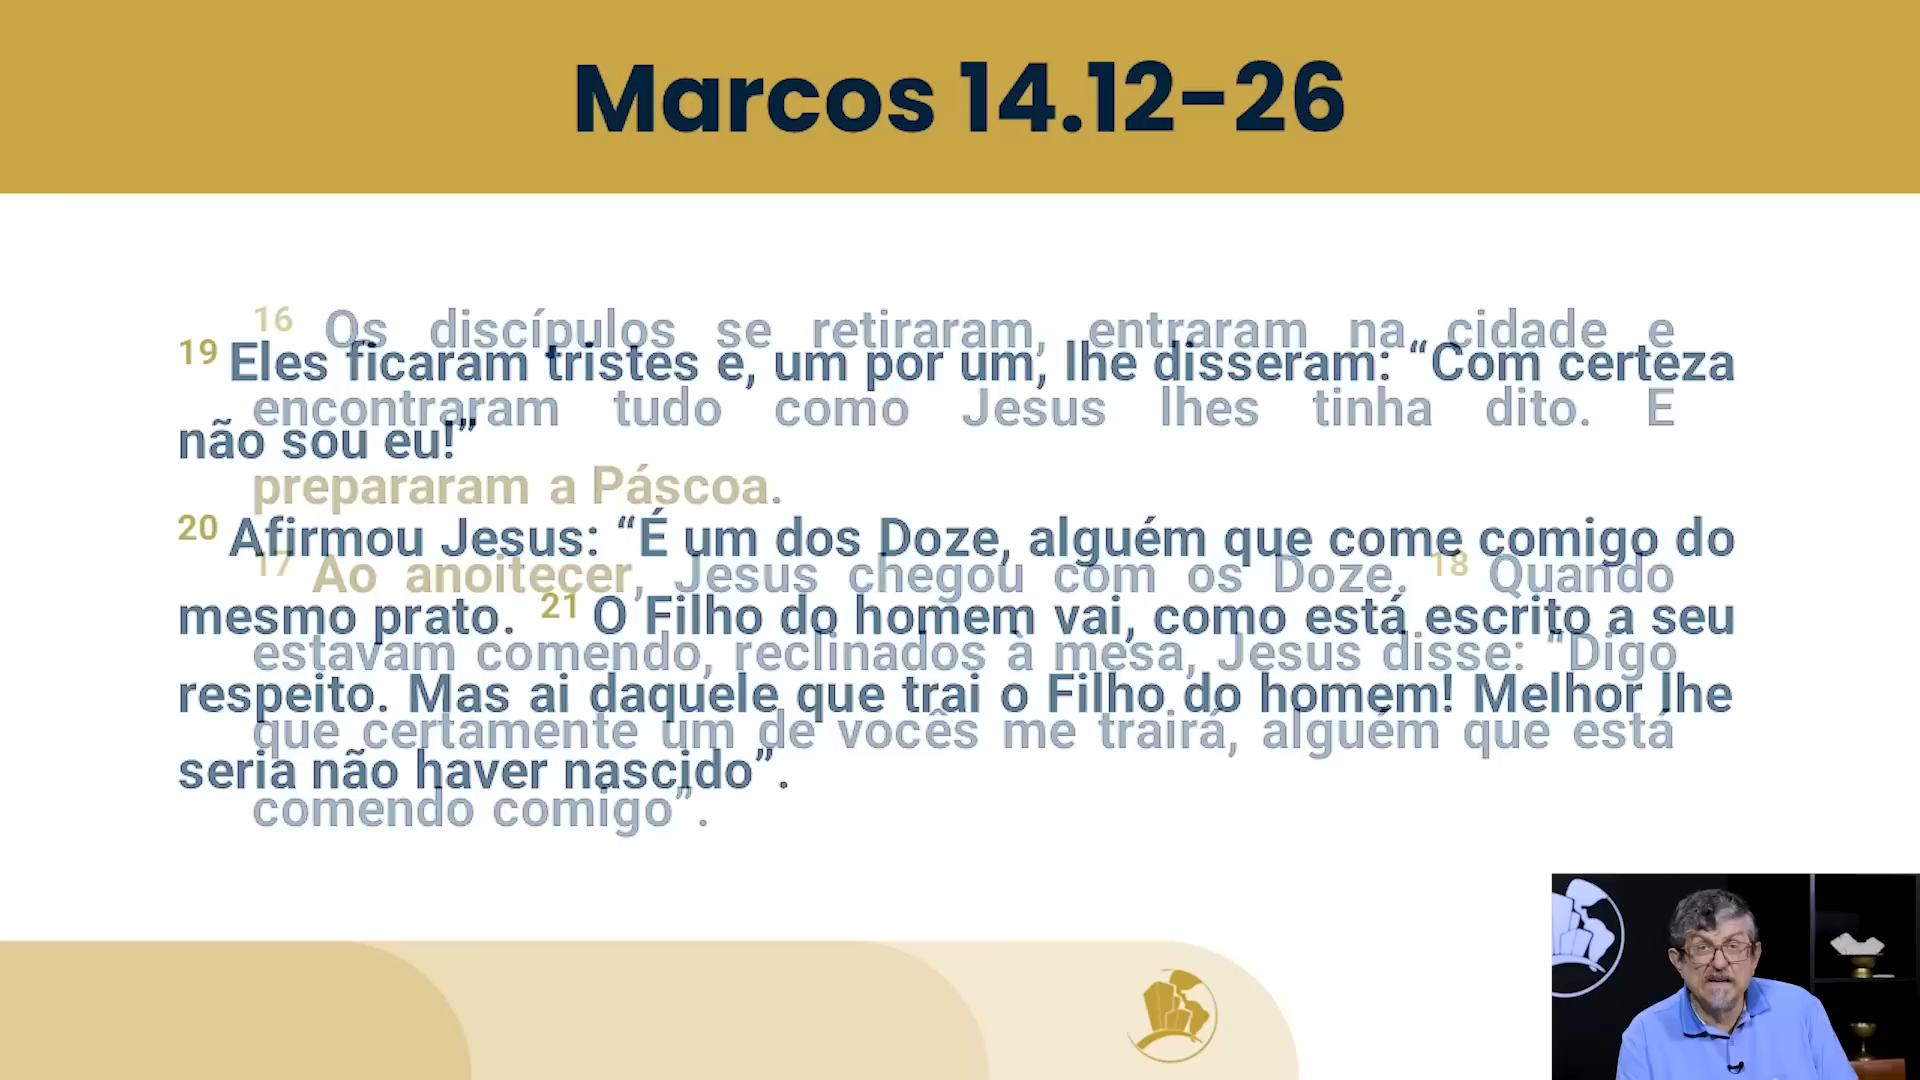 Marcos 14.12-26
16 Os discípulos se retiraram, entraram na cidade e
encontraram tudo como Jesus lhes tinha dito. E
prepararam a Páscoa.
17 Ao anoitecer, Jesus chegou com os Doze. 18 Quando
estavam comendo, reclinados à mesa, Jesus disse: “Digo
que certamente um de vocês me trairá, alguém que está
comendo comigo”.
19 Eles ficaram tristes e, um por um, lhe disseram: “Com certeza
não sou eu!”
20 Afirmou Jesus: “É um dos Doze, alguém que come comigo do
mesmo prato. 21 O Filho do homem vai, como está escrito a seu
respeito. Mas ai daquele que trai o Filho do homem! Melhor lhe
seria não haver nascido”.